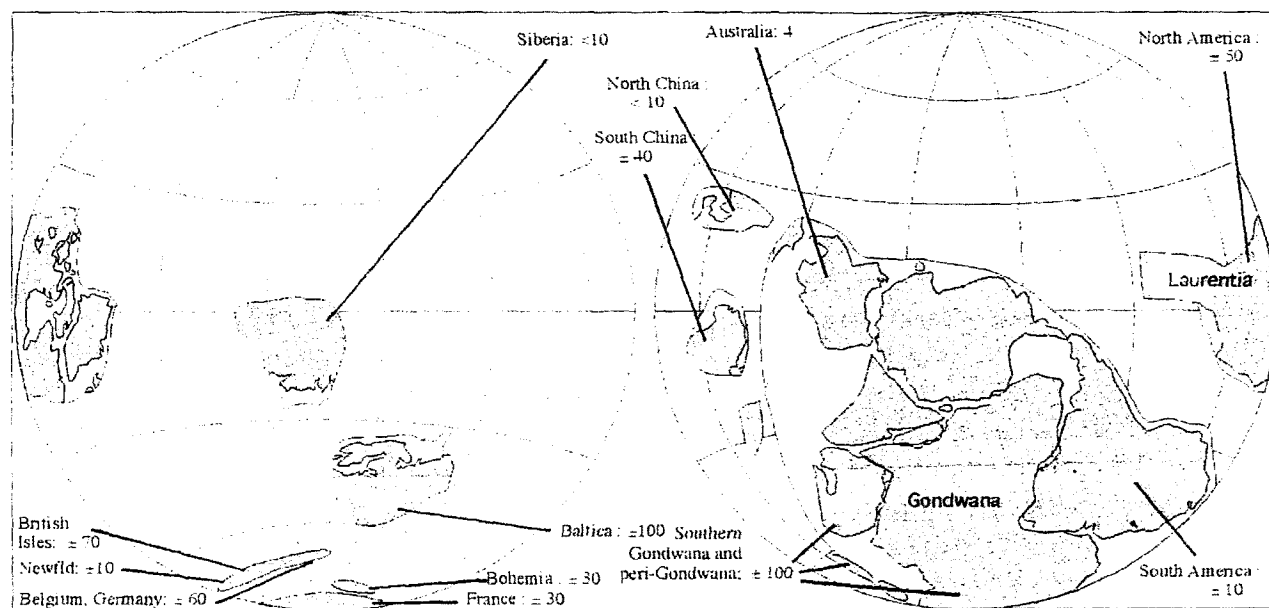 Siberia: <10
Australia: 4
North America :
± 50
North China :
< 10
South China :
± 40
Laurentia
Gondwana
British
Isles: ± 70
Newfld: ±10
Belgium, Germany: ± 60
Baltica : ±100
Bohemia : ± 30
France : ± 30
Southern
Gondwana and
peri-Gondwana: ± 100
South America :
± 10